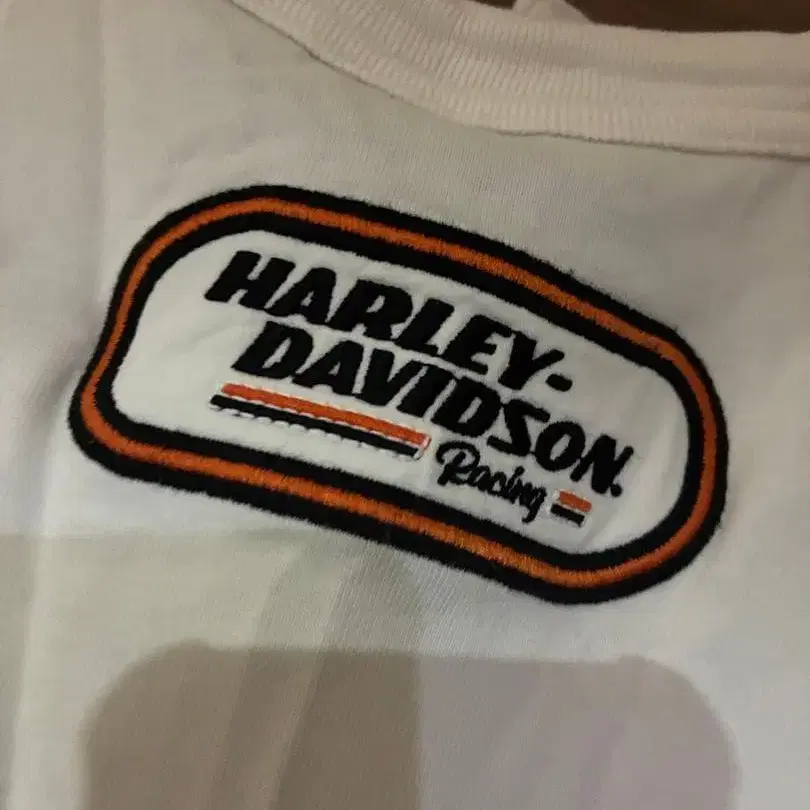 HARLEY-
DAVIDSON.
Racing